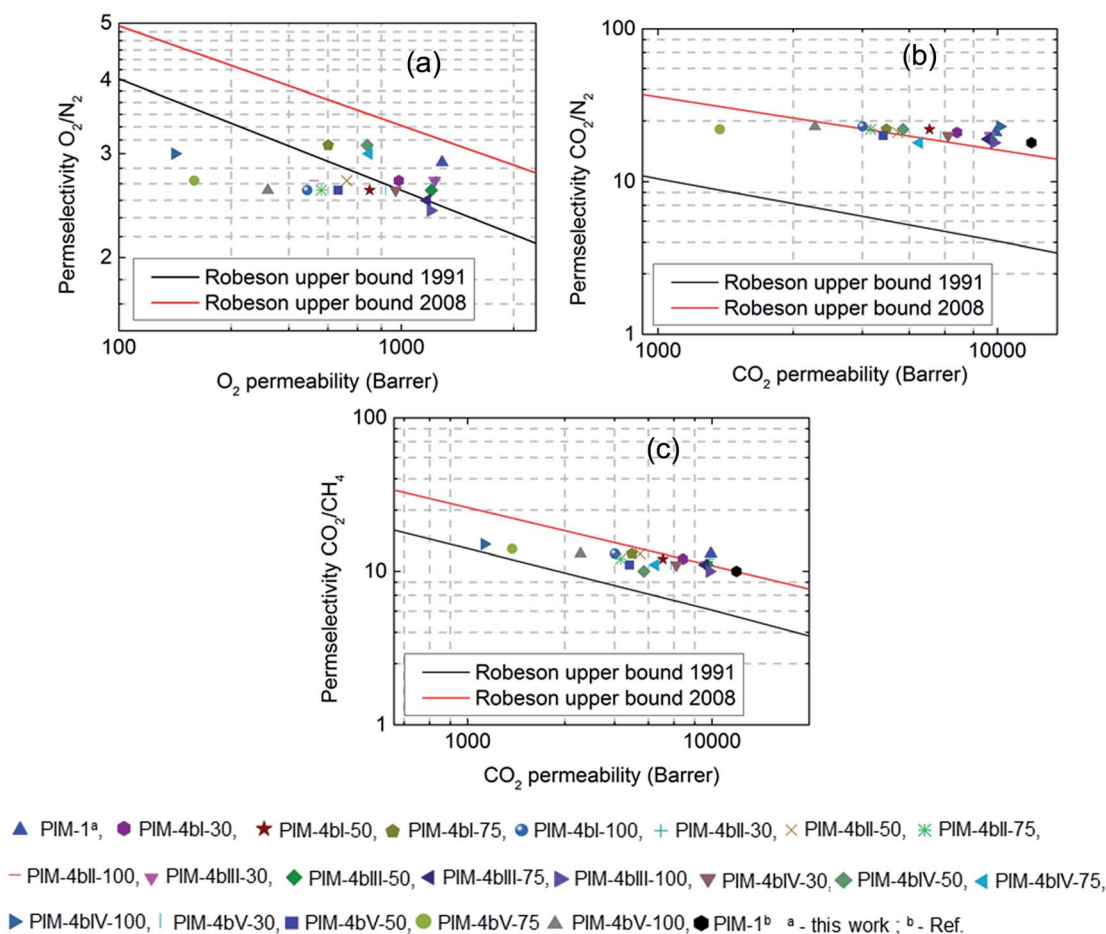 5
4
3
2
Permselectivity O2/N2
(a)
Robeson upper bound 1991
Robeson upper bound 2008
100
1000
O2 permeability (Barrer)
100
10
1
Permselectivity CO2/N2
(b)
Robeson upper bound 1991
Robeson upper bound 2008
1000
10000
CO2 permeability (Barrer)
100
10
1
Permselectivity CO2/CH4
(c)
Robeson upper bound 1991
Robeson upper bound 2008
1000
10000
CO2 permeability (Barrer)
PIM-1a, PIM-4bI-30, PIM-4bI-50, PIM-4bI-75, PIM-4bI-100, PIM-4bII-30, PIM-4bII-50, PIM-4bII-75,
PIM-4bII-100, PIM-4bIII-30, PIM-4bIII-50, PIM-4bIII-75, PIM-4bIII-100, PIM-4bIV-30, PIM-4bIV-50, PIM-4bIV-75,
PIM-4bIV-100, PIM-4bV-30, PIM-4bV-50, PIM-4bV-75 PIM-4bV-100, PIM-1b a - this work ; b - Ref.